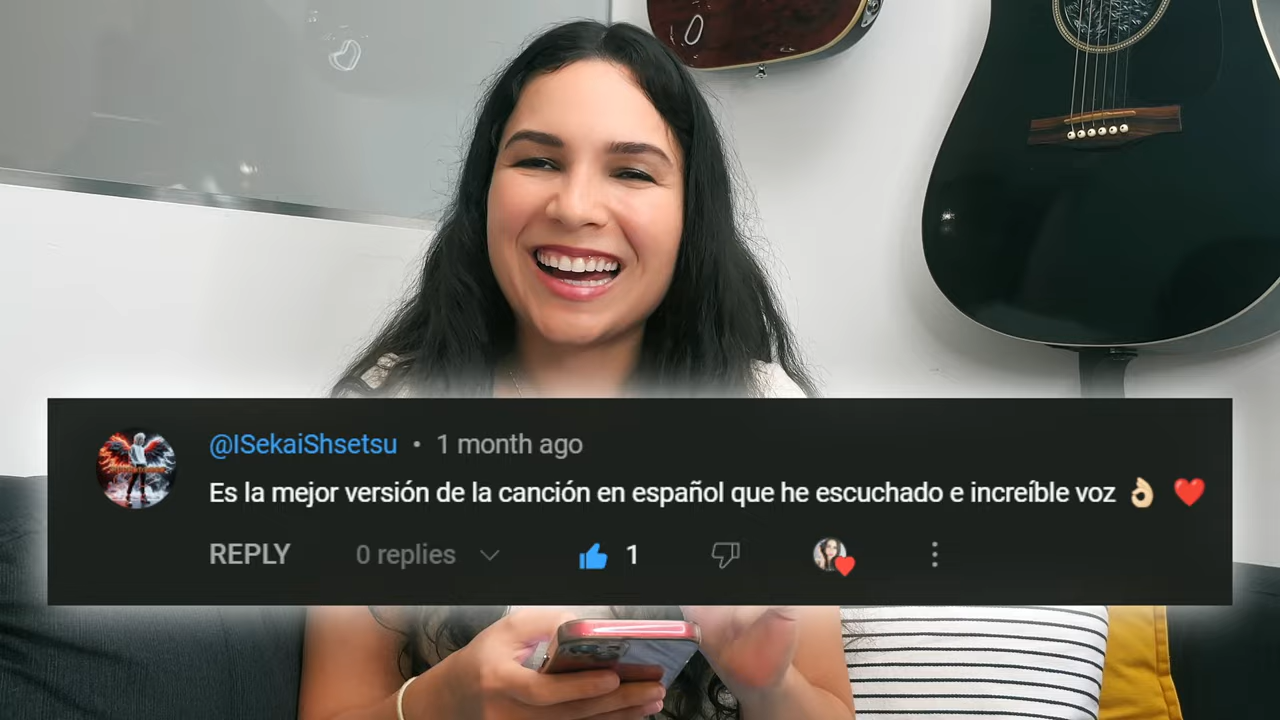 @ISekaiShsetsu • 1 month ago
Es la mejor versión de la canción en español que he escuchado e increíble voz 👌🏼 ❤️
REPLY 0 replies 1